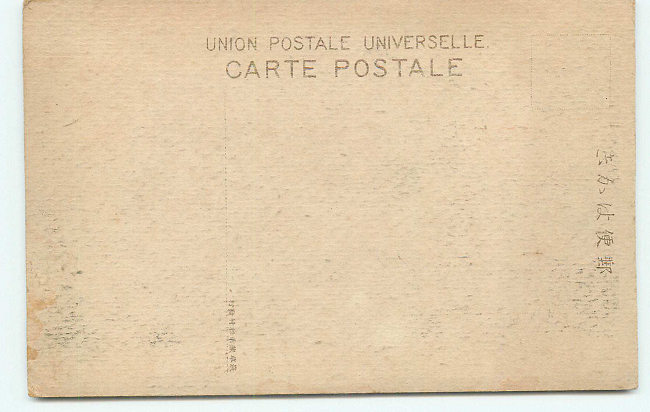 UNION POSTALE UNIVERSELLE.
CARTE POSTALE
郵便はかき